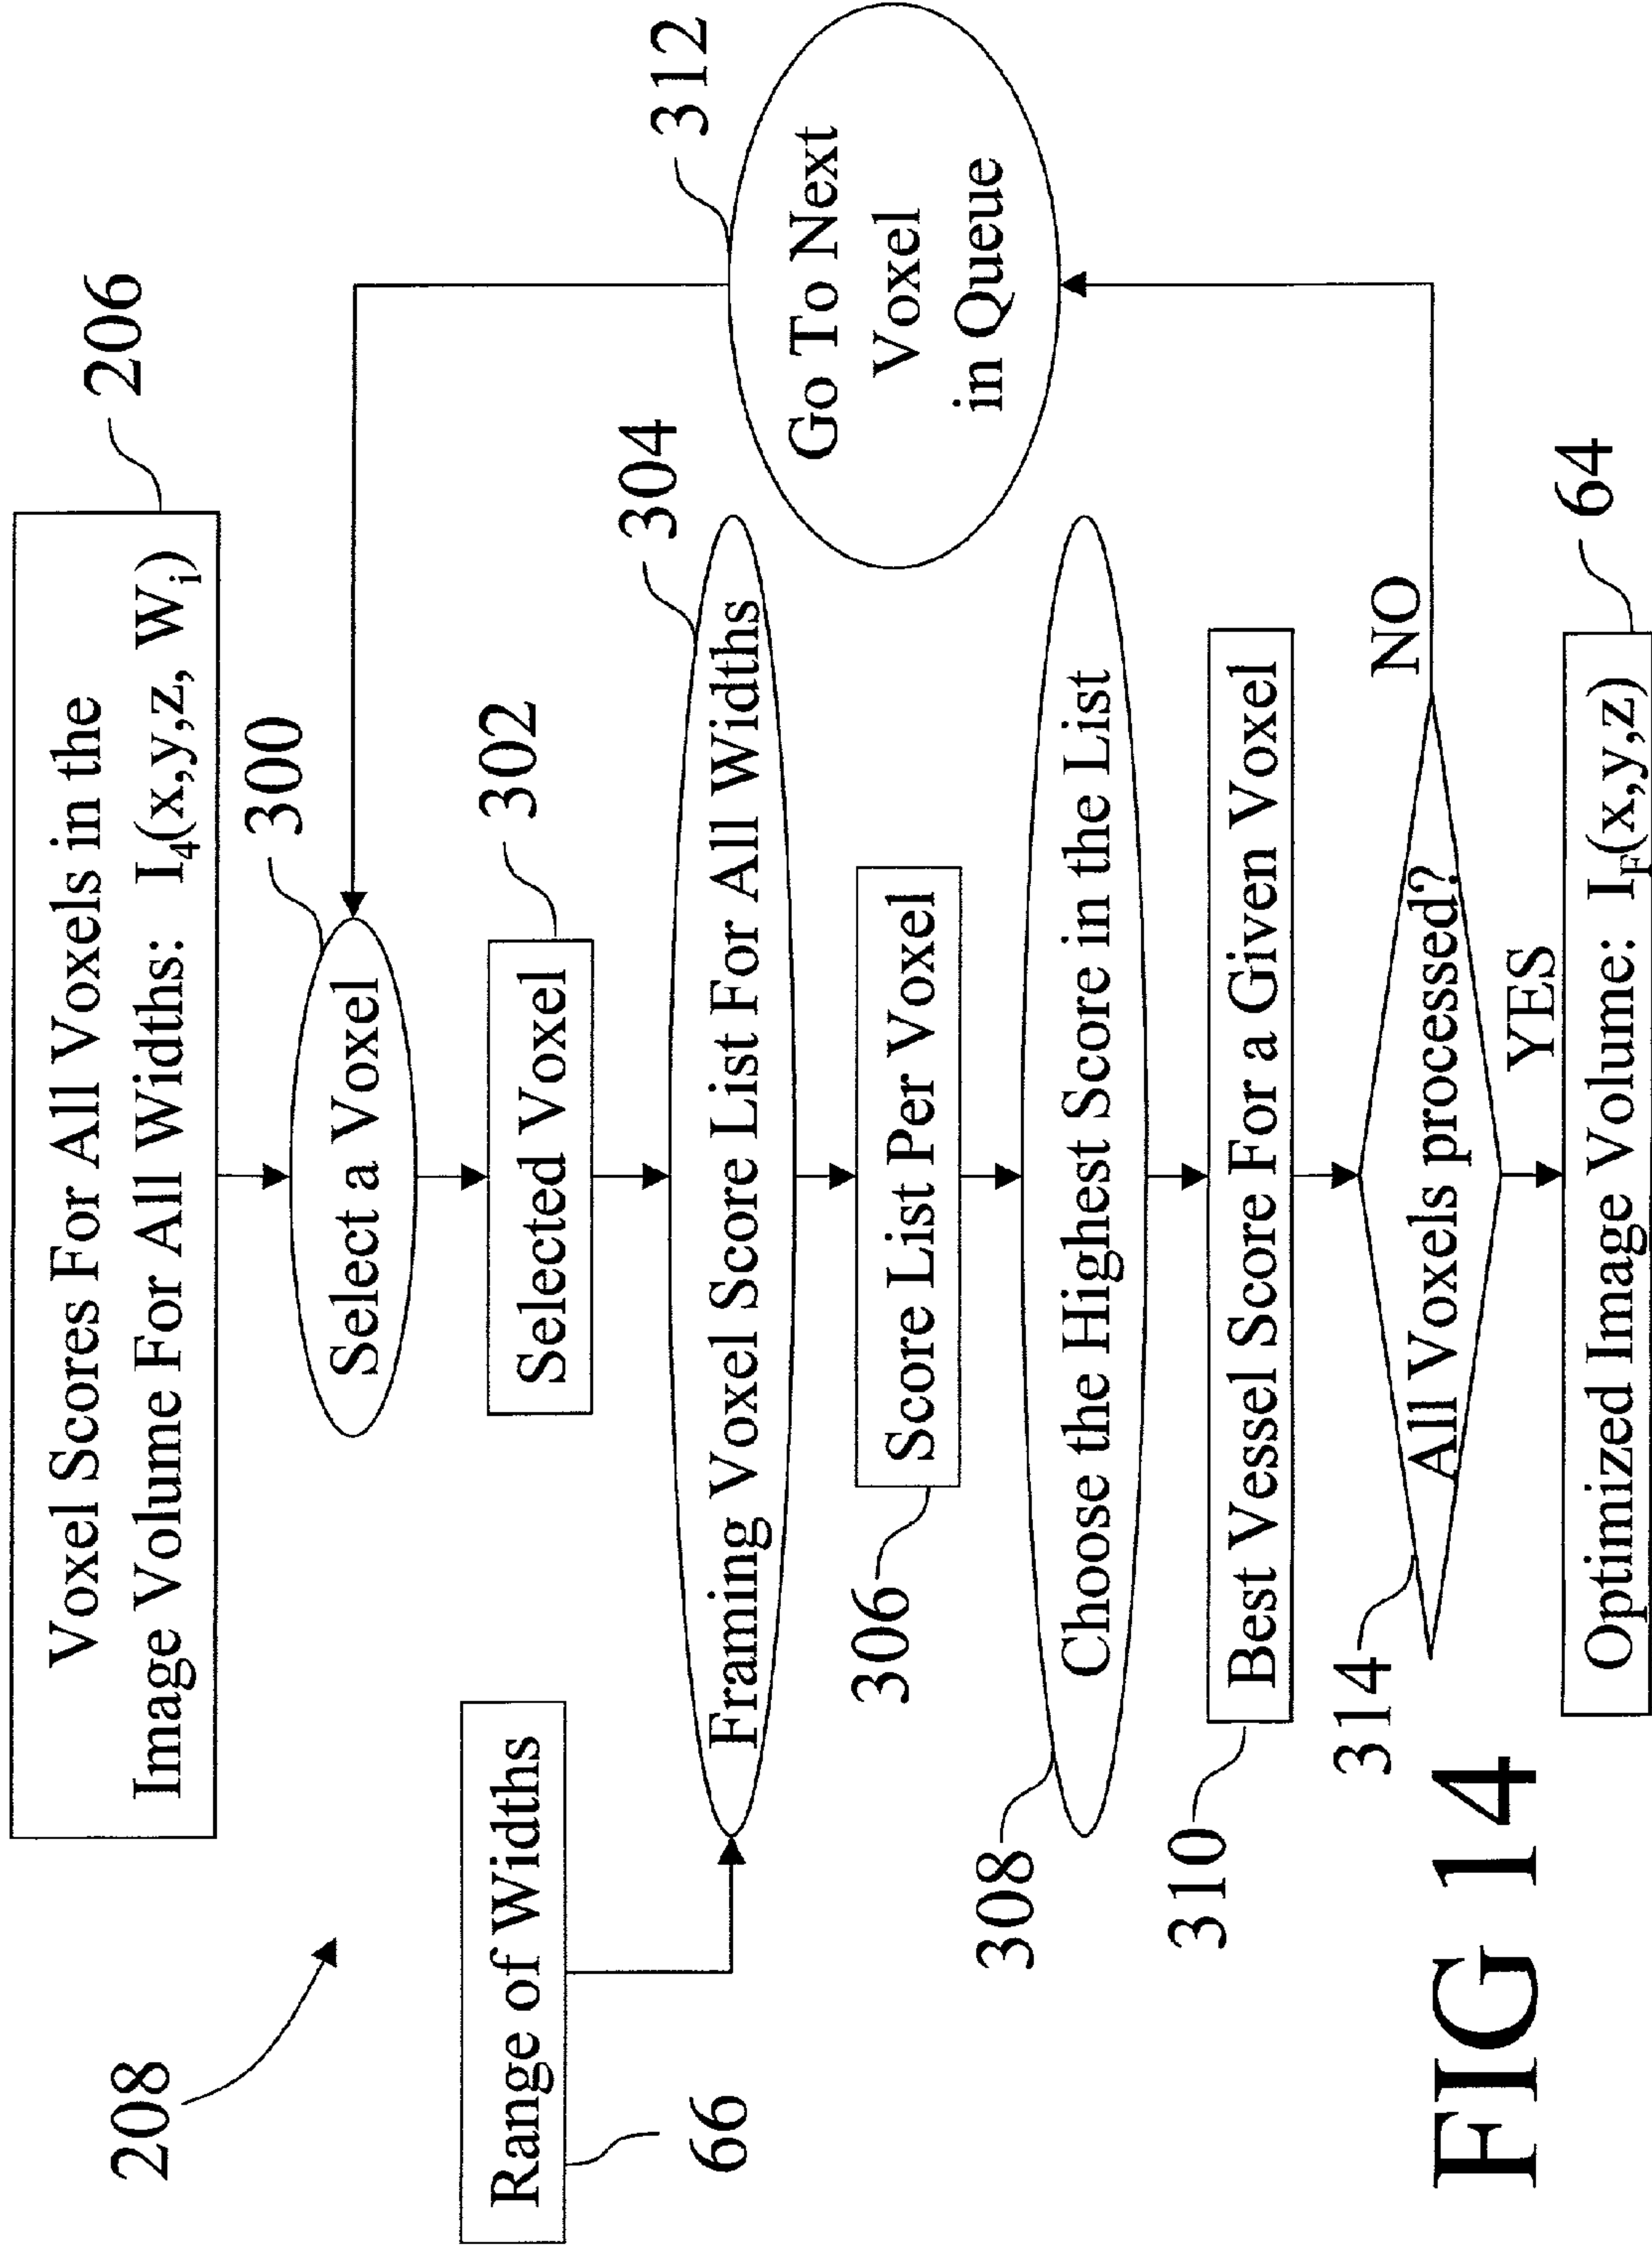 208
Voxel Scores For All Voxels in the
Image Volume For All Widths: I₄(x,y,z, Wᵢ)
206
Select a Voxel
300
Range of Widths
66
Selected Voxel
302
Framing Voxel Score List For All Widths
304
Go To Next
Voxel
in Queue
312
Score List Per Voxel
306
Choose the Highest Score in the List
308
Best Vessel Score For a Given Voxel
310
All Voxels processed?
314
NO
YES
Optimized Image Volume: I_F(x,y,z)
64
FIG 14